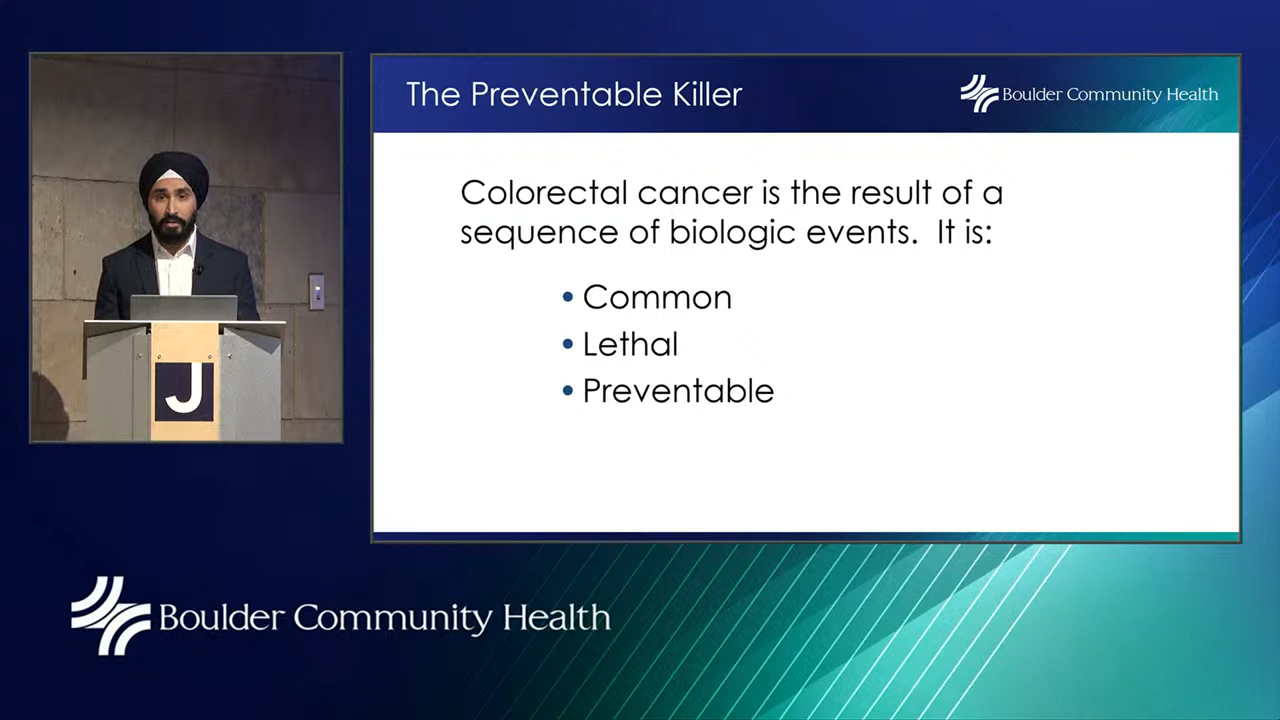 The Preventable Killer
Boulder Community Health
Colorectal cancer is the result of a
sequence of biologic events.  It is:
• Common
• Lethal
• Preventable
J
Boulder Community Health